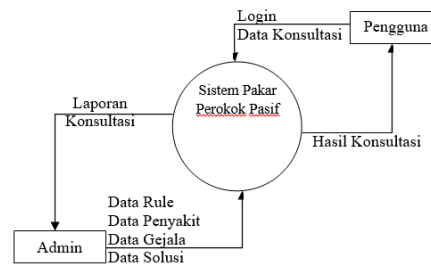 Login
Data Konsultasi
Pengguna
Sistem Pakar
Perokok Pasif
Laporan
Konsultasi
Hasil Konsultasi
Data Rule
Data Penyakit
Data Gejala
Data Solusi
Admin